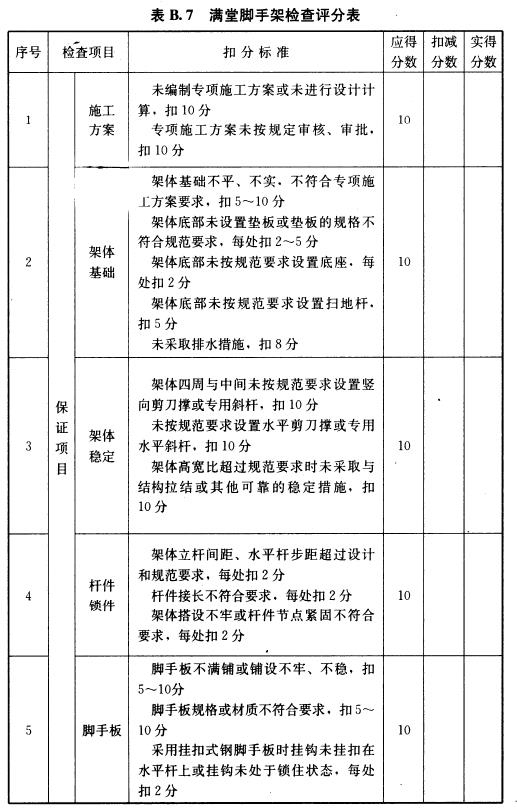 表 B.7 满堂脚手架检查评分表
序号 检查项目 扣分标准 应得分数 扣减分数 实得分数
保证项目
1 施工方案 10
未编制专项施工方案或未进行设计计
算，扣10分
专项施工方案未按规定审核、审批，
扣10分
2 架体基础 10
架体基础不平、不实，不符合专项施
工方案要求，扣5～10分
架体底部未设置垫板或垫板的规格不
符合规范要求，每处扣2～5分
架体底部未按规范要求设置底座，每
处扣2分
架体底部未按规范要求设置扫地杆，
扣5分
未采取排水措施，扣8分
3 架体稳定 10
架体四周与中间未按规范要求设置竖
向剪刀撑或专用斜杆，扣10分
未按规范要求设置水平剪刀撑或专用
水平斜杆，扣10分
架体高宽比超过规范要求时未采取与
结构拉结或其他可靠的稳定措施，扣
10分
4 杆件锁件 10
架体立杆间距、水平杆步距超过设计
和规范要求，每处扣2分
杆件接长不符合要求，每处扣2分
架体搭设不牢或杆件节点紧固不符合
要求，每处扣2分
5 脚手板 10
脚手板不满铺或铺设不牢、不稳，扣
5～10分
脚手板规格或材质不符合要求，扣5～
10分
采用挂扣式钢脚手板时挂钩未挂扣在
水平杆上或挂钩未处于锁住状态，每处
扣2分